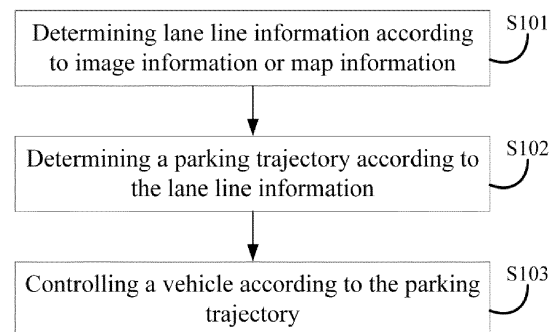 Determining lane line information according
to image information or map information
S101
Determining a parking trajectory according to
the lane line information
S102
Controlling a vehicle according to the parking
trajectory
S103